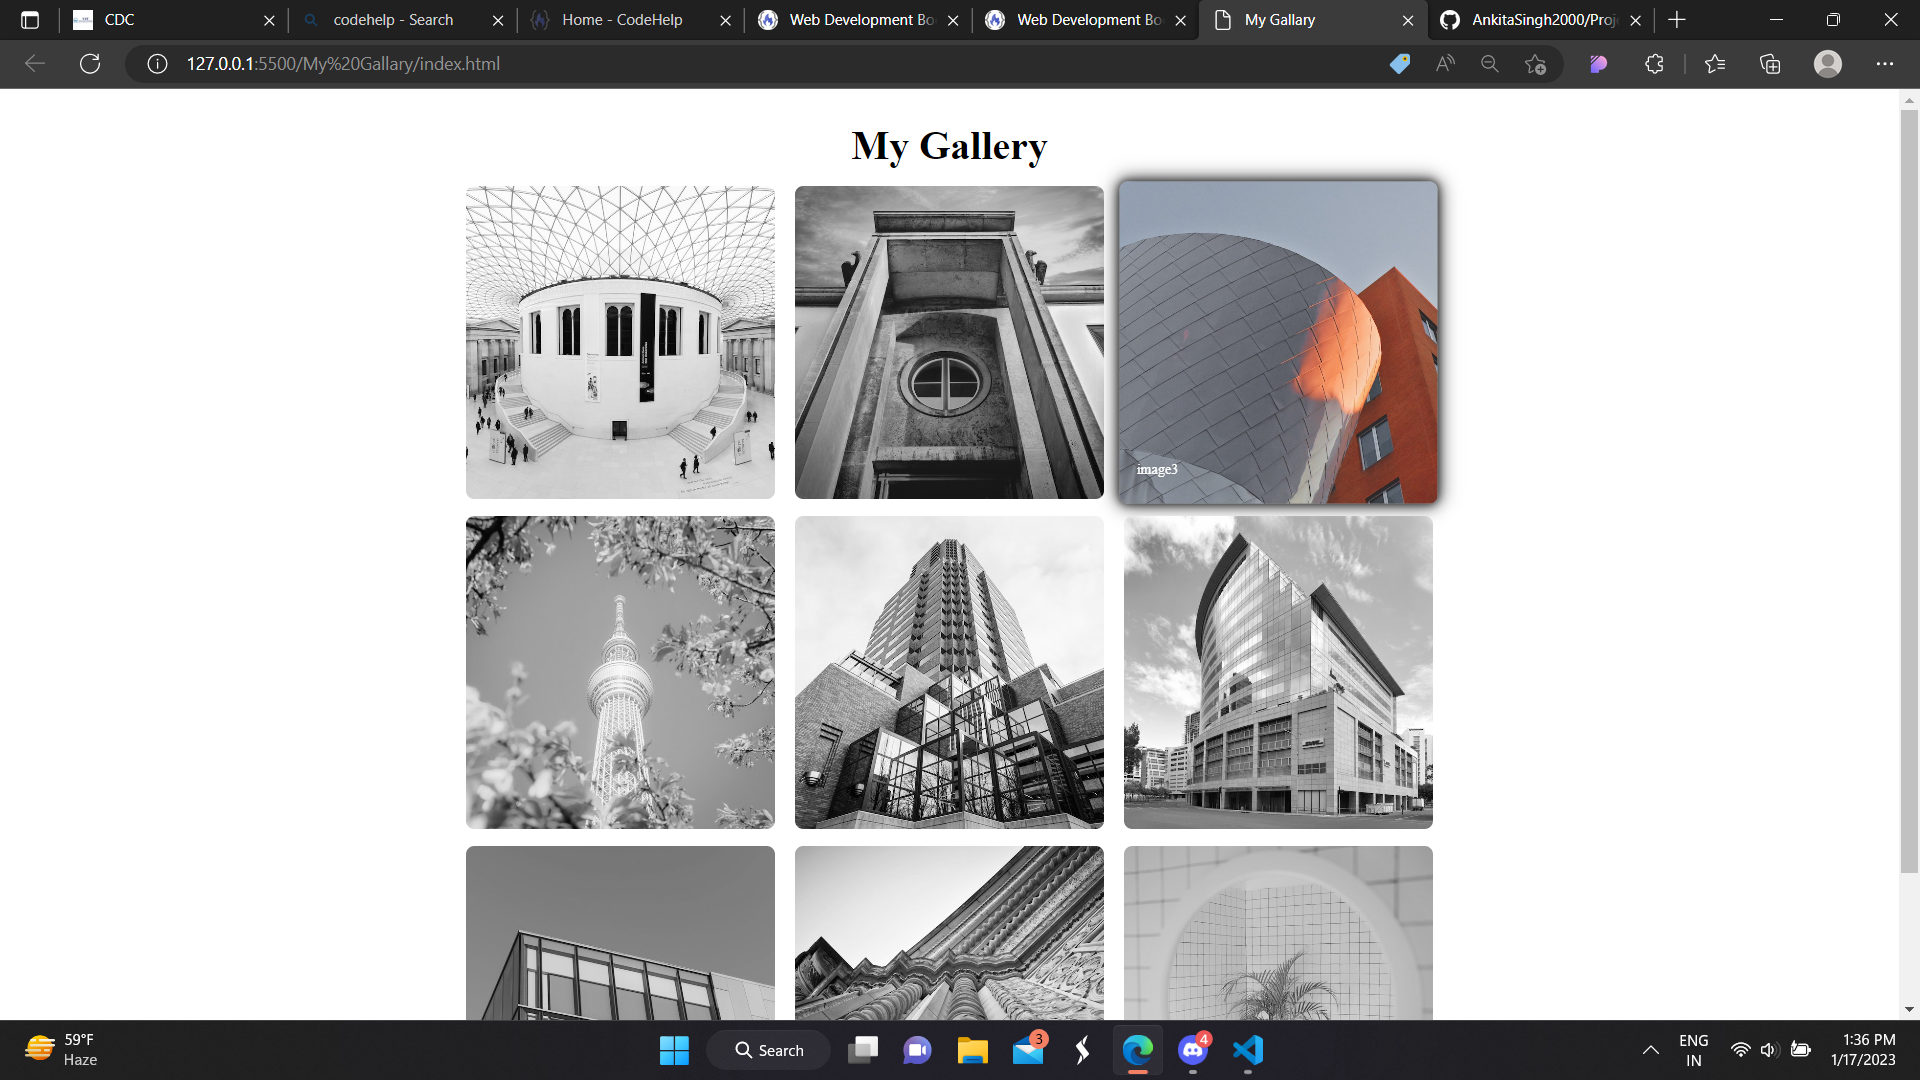 CDC
codehelp - Search
Home - CodeHelp
Web Development Bo
Web Development Bo
My Gallary
AnkitaSingh2000/Proj
127.0.0.1:5500/My%20Gallary/index.html
My Gallery
image3
59°F
Haze
Search
3
4
ENG
IN
1:36 PM
1/17/2023